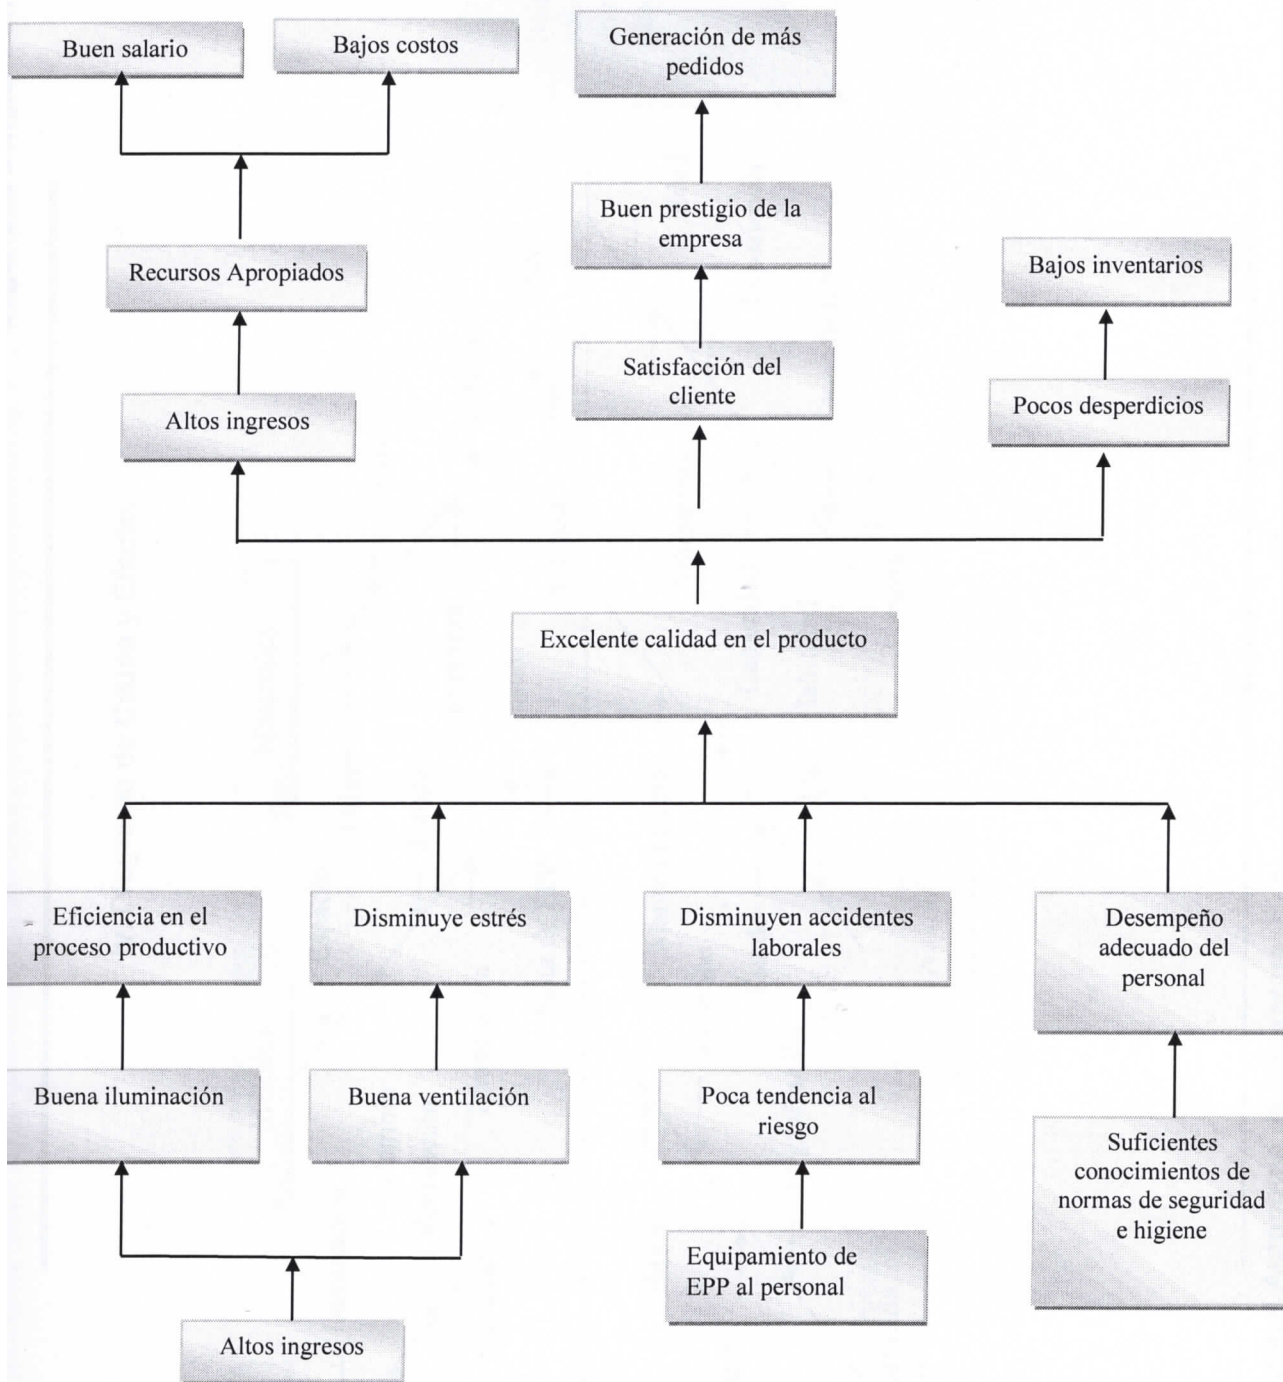 Buen salario
Bajos costos
Generación de más
pedidos
Buen prestigio de la
empresa
Recursos Apropiados
Bajos inventarios
Satisfacción del
cliente
Altos ingresos
Pocos desperdicios
Excelente calidad en el producto
Eficiencia en el
proceso productivo
Disminuye estrés
Disminuyen accidentes
laborales
Desempeño
adecuado del
personal
Buena iluminación
Buena ventilación
Poca tendencia al
riesgo
Suficientes
conocimientos de
normas de seguridad
e higiene
Equipamiento de
EPP al personal
Altos ingresos